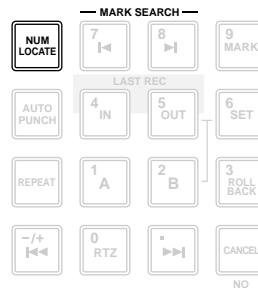 MARK SEARCH
NUM
LOCATE
7
8
9
MARK
LAST REC
AUTO
PUNCH
4
IN
5
OUT
6
SET
REPEAT
1
A
2
B
3
ROLL
BACK
−/+
0
RTZ
.
CANCEL
NO